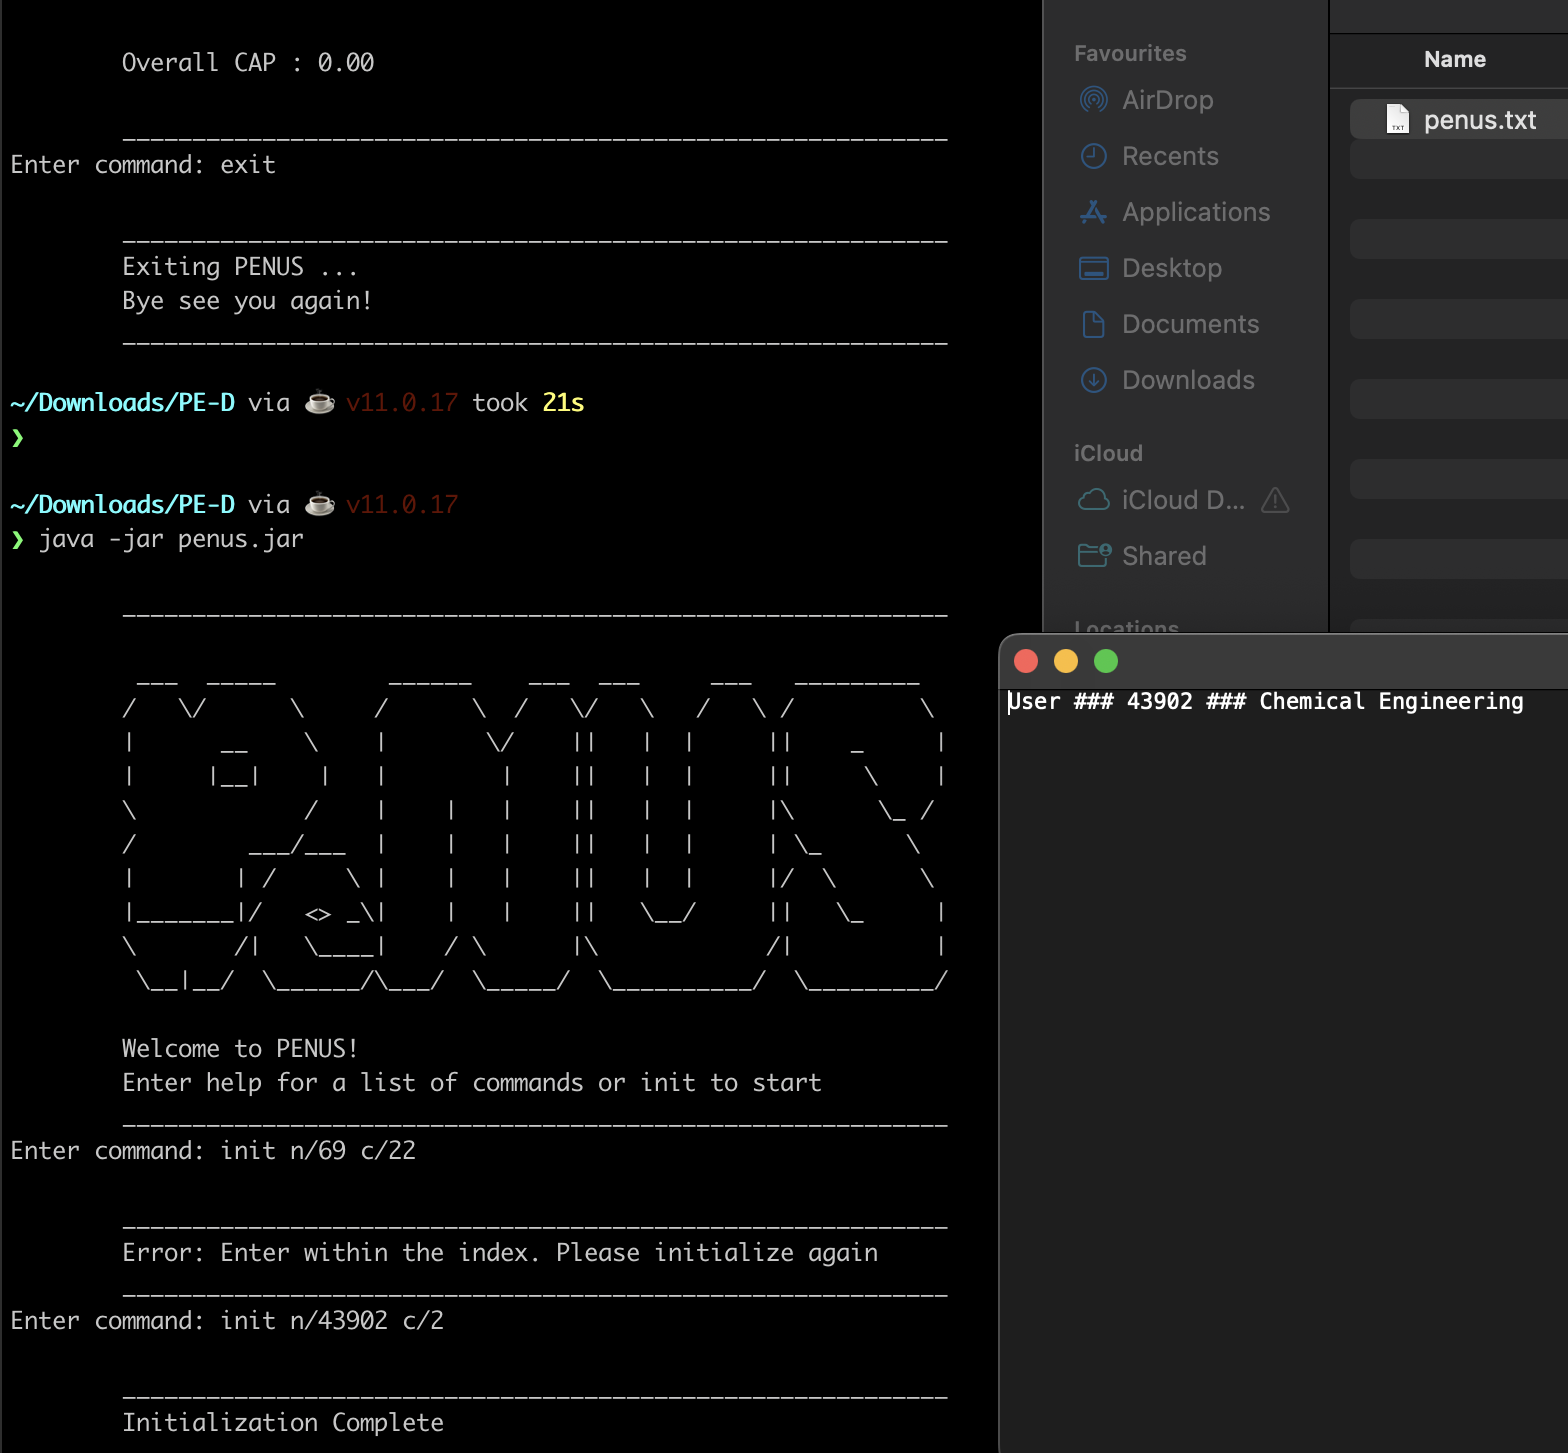 Overall CAP : 0.00
___________________________________________________________
Enter command: exit
___________________________________________________________
Exiting PENUS ...
Bye see you again!
___________________________________________________________
~/Downloads/PE-D via ☕ v11.0.17 took 21s
❯
~/Downloads/PE-D via ☕ v11.0.17
❯ java -jar penus.jar
___________________________________________________________
PENUS
Welcome to PENUS!
Enter help for a list of commands or init to start
___________________________________________________________
Enter command: init n/69 c/22
___________________________________________________________
Error: Enter within the index. Please initialize again
___________________________________________________________
Enter command: init n/43902 c/2
___________________________________________________________
Initialization Complete
Favourites
AirDrop
Recents
Applications
Desktop
Documents
Downloads
iCloud
iCloud D...
Shared
Locations
Name
TXT
penus.txt
User ### 43902 ### Chemical Engineering